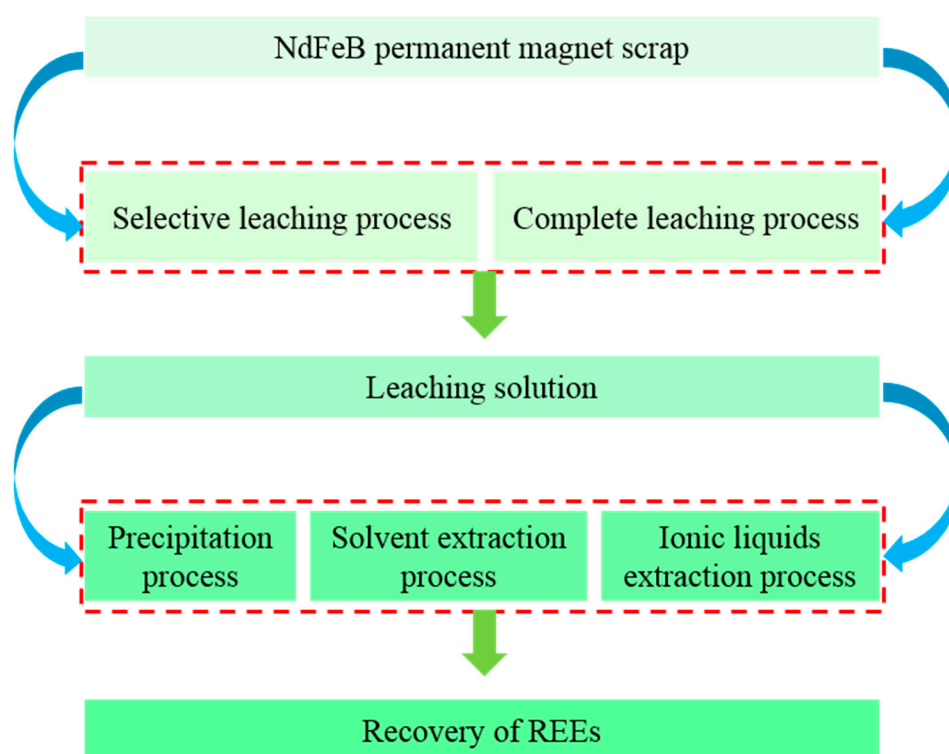 NdFeB permanent magnet scrap
Selective leaching process
Complete leaching process
Leaching solution
Precipitation
process
Solvent extraction
process
Ionic liquids
extraction process
Recovery of REEs